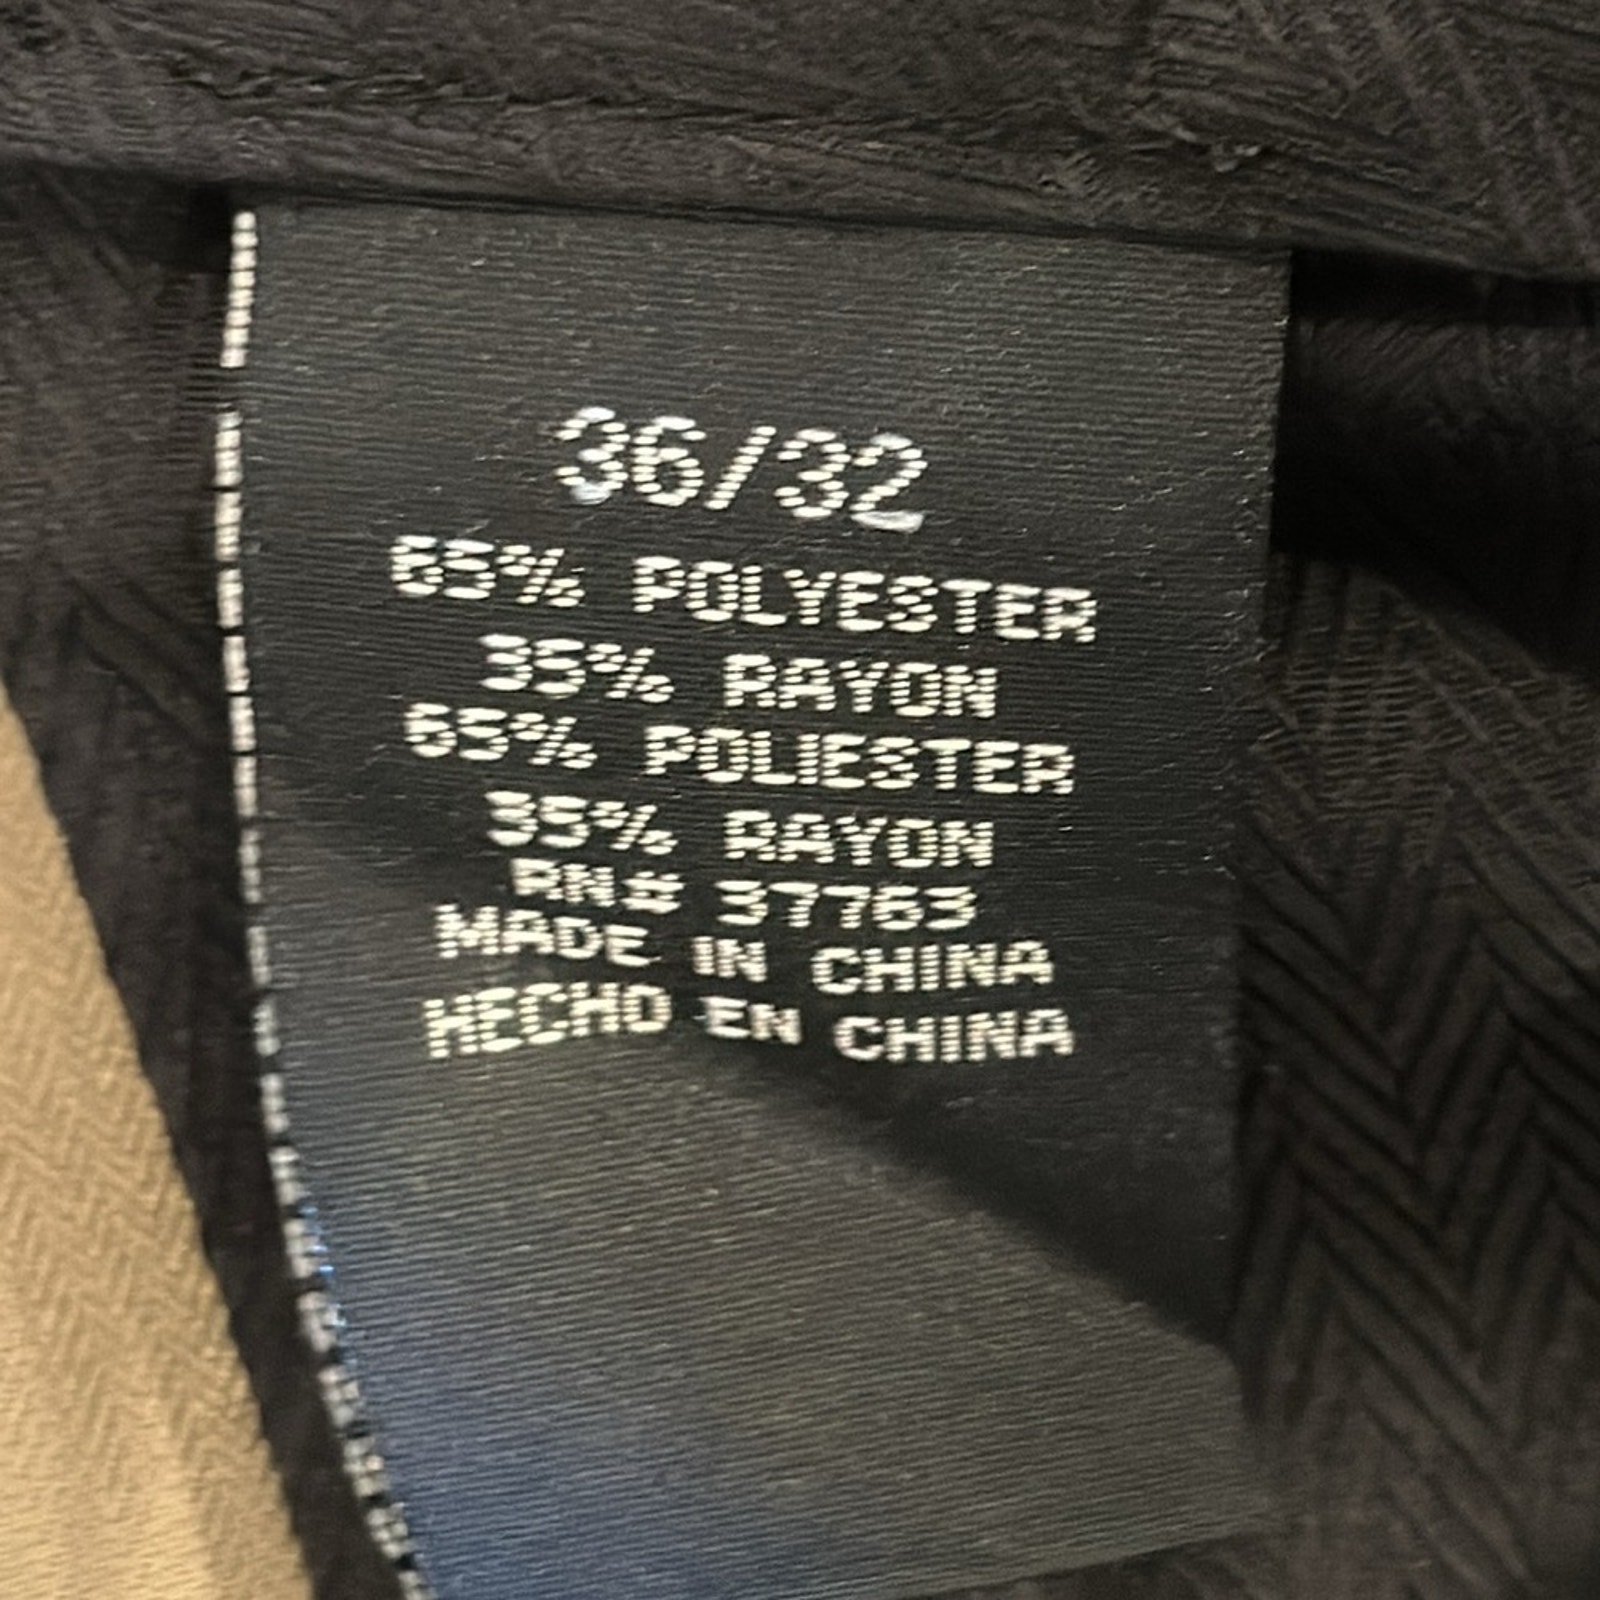 36/32
65% POLYESTER
35% RAYON
65% POLIESTER
35% RAYON
RN# 37763
MADE IN CHINA
HECHO EN CHINA